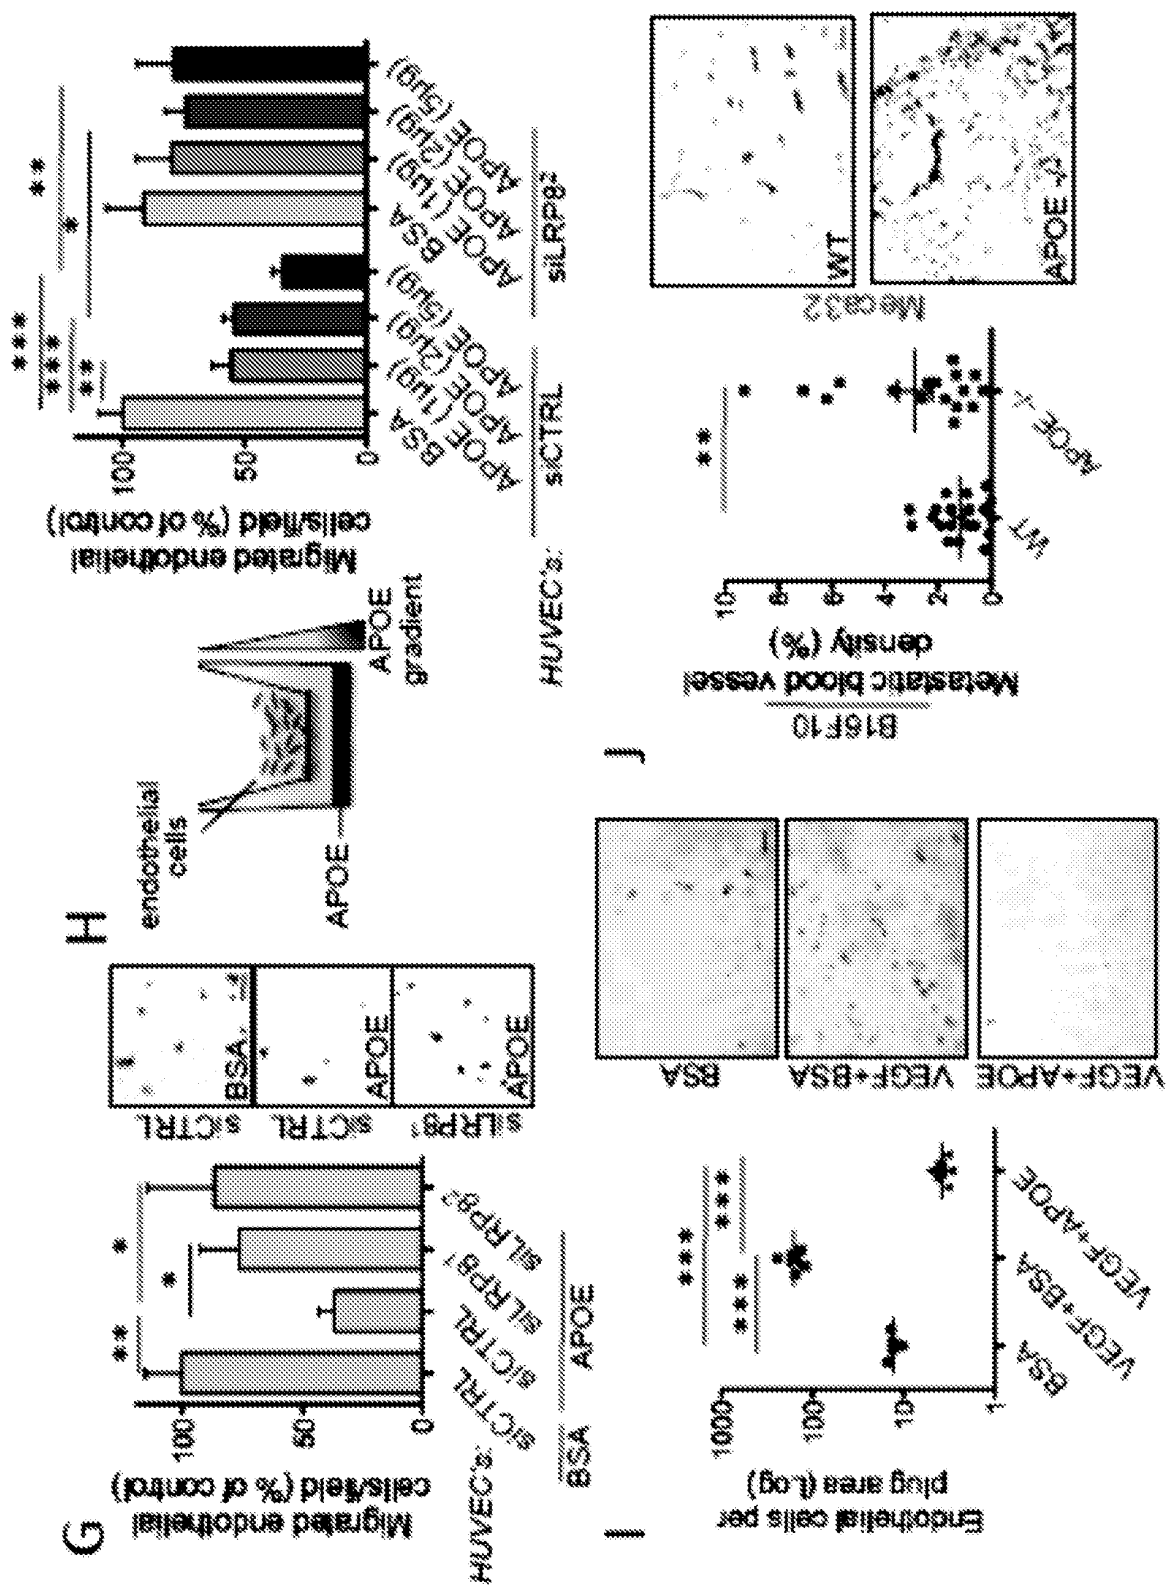 G
Migrated endothelial
cells/field (% of control)
100
50
0
HUVEC's:
siCTRL
siCTRL
siLRP8¹
siLRP8²
BSA
APOE
**
*
*
siCTRL
BSA
siCTRL
APOE
siLRP8¹
APOE
H
endothelial
cells
APOE
APOE
gradient
Migrated endothelial
cells/field (% of control)
100
50
0
***
***
**
**
*
BSA
APOE (1µg)
APOE (2µg)
APOE (5µg)
BSA
APOE (1µg)
APOE (2µg)
APOE (5µg)
HUVEC's:
siCTRL
siLRP8²
I
Endothelial cells per
plug area (Log)
1000
100
10
1
***
***
***
BSA
VEGF+BSA
VEGF+APOE
BSA
VEGF+BSA
VEGF+APOE
J
B16F10
Metastatic blood vessel
density (%)
10
8
6
4
2
0
**
WT
APOE -/-
Meca32
WT
APOE -/-